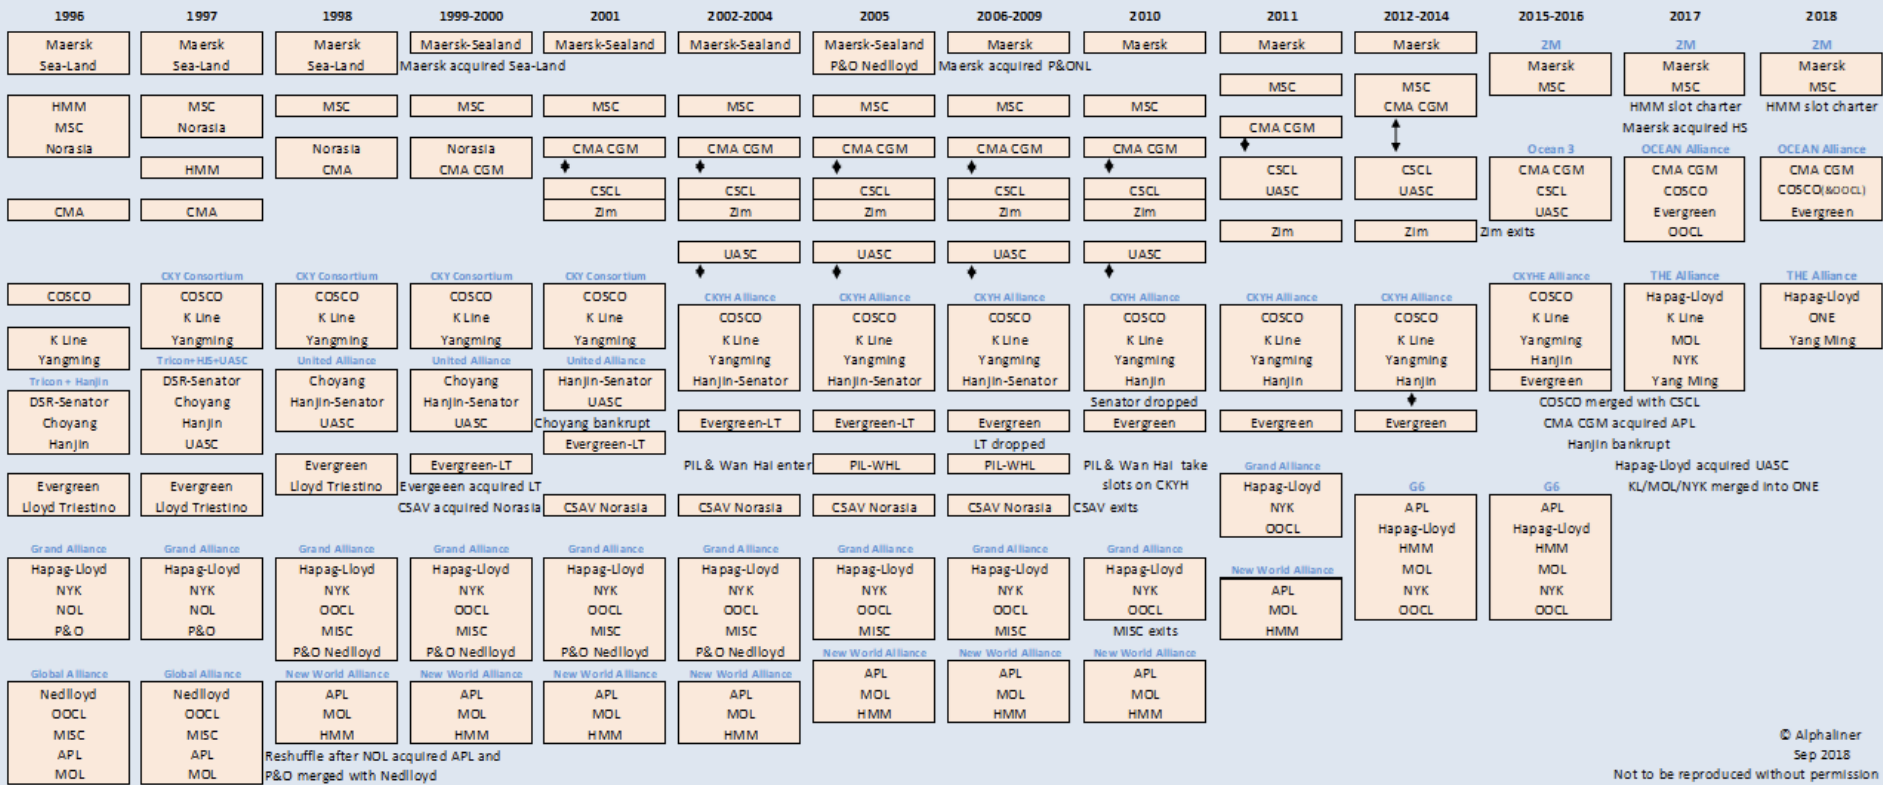 1996
Maersk
Sea-Land
HMM
MSC
Norasia
CMA
COSCO
K Line
Yangming
Tricon + Hanjin
DSR-Senator
Choyang
Hanjin
Evergreen
Lloyd Triestino
Grand Alliance
Hapag-Lloyd
NYK
NOL
P&O
Global Alliance
Nedlloyd
OOCL
MISC
APL
MOL
1997
Maersk
Sea-Land
MSC
Norasia
HMM
CMA
CKY Consortium
COSCO
K Line
Yangming
Tricon+HJS+UASC
DSR-Senator
Choyang
Hanjin
UASC
Evergreen
Lloyd Triestino
Grand Alliance
Hapag-Lloyd
NYK
NOL
P&O
Global Alliance
Nedlloyd
OOCL
MISC
APL
MOL
1998
Maersk
Sea-Land
MSC
Norasia
CMA
CKY Consortium
COSCO
K Line
Yangming
United Alliance
Choyang
Hanjin-Senator
UASC
Evergreen
Lloyd Triestino
Grand Alliance
Hapag-Lloyd
NYK
OOCL
MISC
P&O Nedlloyd
New World Alliance
APL
MOL
HMM
Reshuffle after NOL acquired APL and
P&O merged with Nedlloyd
1999-2000
Maersk-Sealand
Maersk acquired Sea-Land
MSC
Norasia
CMA CGM
CKY Consortium
COSCO
K Line
Yangming
United Alliance
Choyang
Hanjin-Senator
UASC
Evergreen-LT
Evergeeen acquired LT
CSAV acquired Norasia
Grand Alliance
Hapag-Lloyd
NYK
OOCL
MISC
P&O Nedlloyd
New World Alliance
APL
MOL
HMM
2001
Maersk-Sealand
MSC
CMA CGM
CSCL
Zim
CKY Consortium
COSCO
K Line
Yangming
United Alliance
Hanjin-Senator
UASC
Choyang bankrupt
Evergreen-LT
CSAV Norasia
Grand Alliance
Hapag-Lloyd
NYK
OOCL
MISC
P&O Nedlloyd
New World Alliance
APL
MOL
HMM
2002-2004
Maersk-Sealand
MSC
CMA CGM
CSCL
Zim
UASC
CKYH Alliance
COSCO
K Line
Yangming
Hanjin-Senator
Evergreen-LT
PIL & Wan Hai enter
CSAV Norasia
Grand Alliance
Hapag-Lloyd
NYK
OOCL
MISC
P&O Nedlloyd
New World Alliance
APL
MOL
HMM
2005
Maersk-Sealand
P&O Nedlloyd
MSC
CMA CGM
CSCL
Zim
UASC
CKYH Alliance
COSCO
K Line
Yangming
Hanjin-Senator
Evergreen-LT
PIL-WHL
CSAV Norasia
Grand Alliance
Hapag-Lloyd
NYK
OOCL
MISC
New World Alliance
APL
MOL
HMM
2006-2009
Maersk
Maersk acquired P&ONL
MSC
CMA CGM
CSCL
Zim
UASC
CKYH Alliance
COSCO
K Line
Yangming
Hanjin-Senator
Evergreen
LT dropped
PIL-WHL
CSAV Norasia
CSAV exits
Grand Alliance
Hapag-Lloyd
NYK
OOCL
MISC
New World Alliance
APL
MOL
HMM
2010
Maersk
MSC
CMA CGM
CSCL
Zim
UASC
CKYH Alliance
COSCO
K Line
Yangming
Hanjin
Senator dropped
Evergreen
PIL & Wan Hai take
slots on CKYH
Grand Alliance
Hapag-Lloyd
NYK
OOCL
MISC exits
New World Alliance
APL
MOL
HMM
2011
Maersk
MSC
CMA CGM
CSCL
UASC
Zim
CKYH Alliance
COSCO
K Line
Yangming
Hanjin
Evergreen
Grand Alliance
Hapag-Lloyd
NYK
OOCL
New World Alliance
APL
MOL
HMM
2012-2014
Maersk
MSC
CMA CGM
CSCL
UASC
Zim
Zim exits
CKYH Alliance
COSCO
K Line
Yangming
Hanjin
Evergreen
G6
APL
Hapag-Lloyd
HMM
MOL
NYK
OOCL
2015-2016
2M
Maersk
MSC
Ocean 3
CMA CGM
CSCL
UASC
CKYHE Alliance
COSCO
K Line
Yangming
Hanjin
Evergreen
COSCO merged with CSCL
CMA CGM acquired APL
Hanjin bankrupt
G6
APL
Hapag-Lloyd
HMM
MOL
NYK
OOCL
2017
2M
Maersk
MSC
HMM slot charter
Maersk acquired HS
OCEAN Alliance
CMA CGM
COSCO
Evergreen
OOCL
THE Alliance
Hapag-Lloyd
K Line
MOL
NYK
Yang Ming
Hapag-Lloyd acquired UASC
KL/MOL/NYK merged into ONE
2018
2M
Maersk
MSC
HMM slot charter
OCEAN Alliance
CMA CGM
COSCO(&OOCL)
Evergreen
THE Alliance
Hapag-Lloyd
ONE
Yang Ming
© Alphaliner
Sep 2018
Not to be reproduced without permission